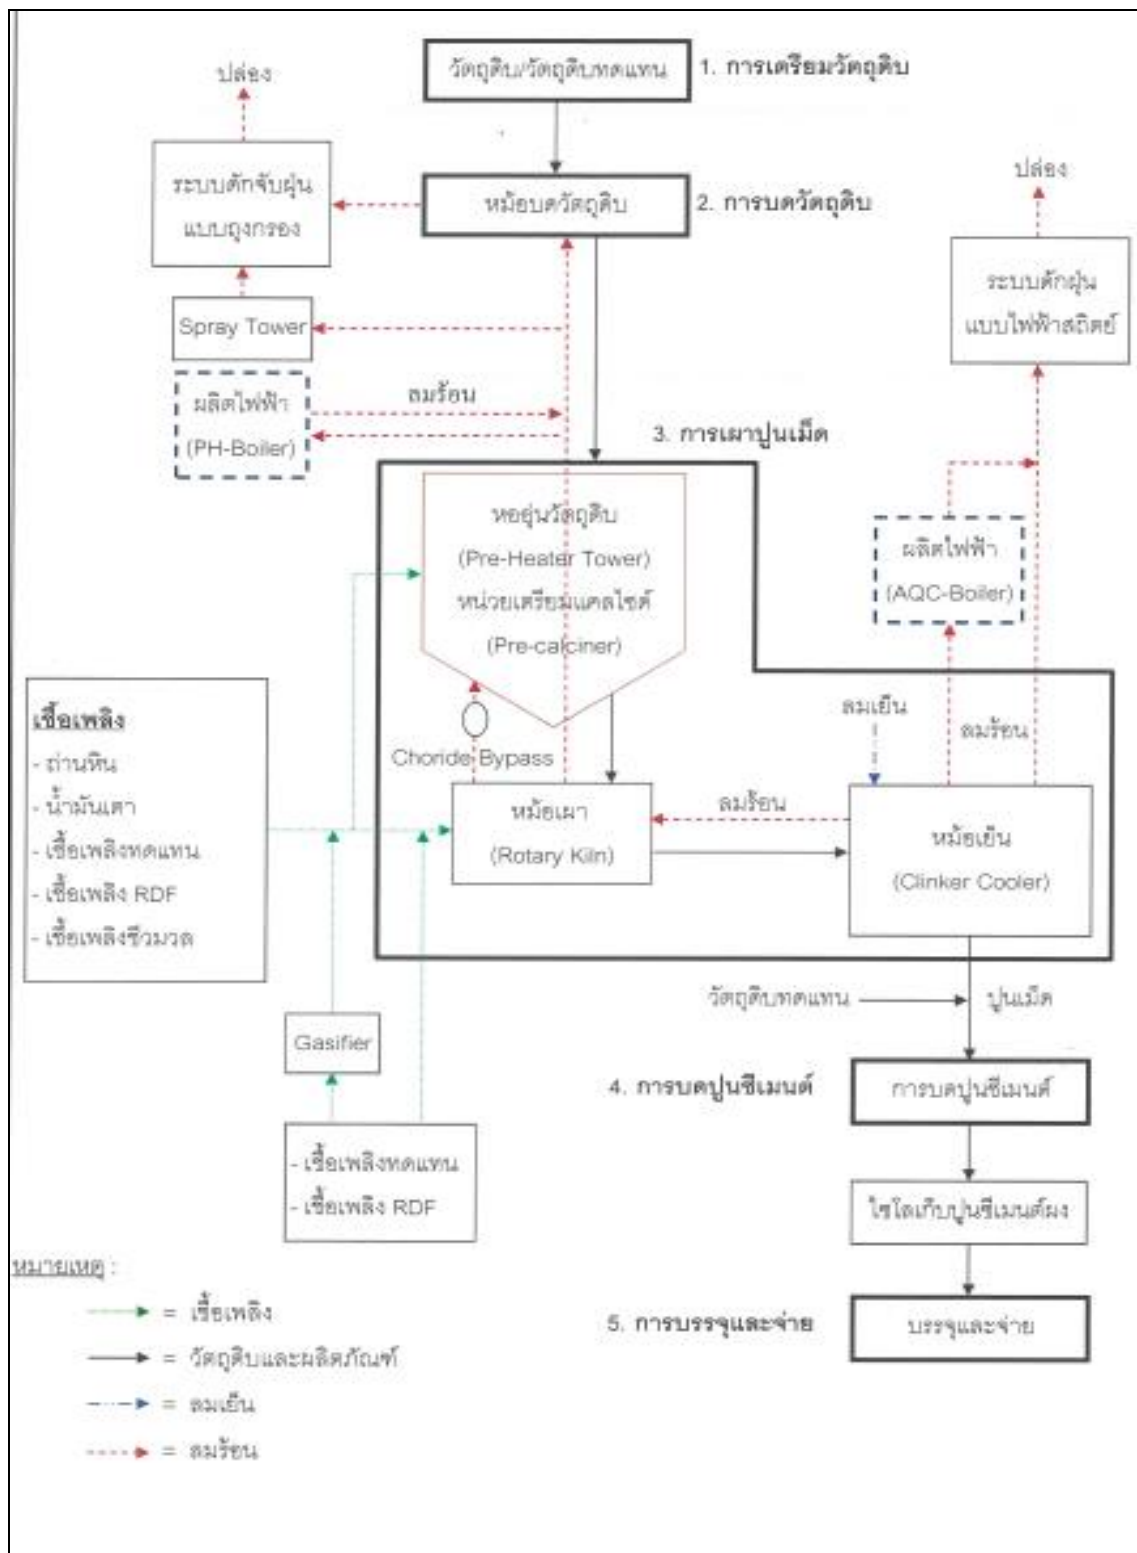 วัตถุดิบ/วัตถุดิบทดแทน
1. การเตรียมวัตถุดิบ
ปล่อง
ระบบดักจับฝุ่น
แบบถุงกรอง
หม้อบดวัตถุดิบ
2. การบดวัตถุดิบ
ปล่อง
ระบบดักฝุ่น
แบบไฟฟ้าสถิตย์
Spray Tower
ผลิตไฟฟ้า
(PH-Boiler)
ลมร้อน
3. การเผาปูนเม็ด
หออุ่นวัตถุดิบ
(Pre-Heater Tower)
หน่วยเตรียมแคลไซด์
(Pre-calciner)
ผลิตไฟฟ้า
(AQC-Boiler)
เชื้อเพลิง
- ถ่านหิน
- น้ำมันเตา
- เชื้อเพลิงทดแทน
- เชื้อเพลิง RDF
- เชื้อเพลิงชีวมวล
Choride Bypass
ลมเย็น
ลมร้อน
หม้อเผา
(Rotary Kiln)
ลมร้อน
หม้อเย็น
(Clinker Cooler)
วัตถุดิบทดแทน
ปูนเม็ด
Gasifier
4. การบดปูนซีเมนต์
การบดปูนซีเมนต์
- เชื้อเพลิงทดแทน
- เชื้อเพลิง RDF
ไซโลเก็บปูนซีเมนต์ผง
5. การบรรจุและจ่าย
บรรจุและจ่าย
หมายเหตุ :
= เชื้อเพลิง
= วัตถุดิบและผลิตภัณฑ์
= ลมเย็น
= ลมร้อน